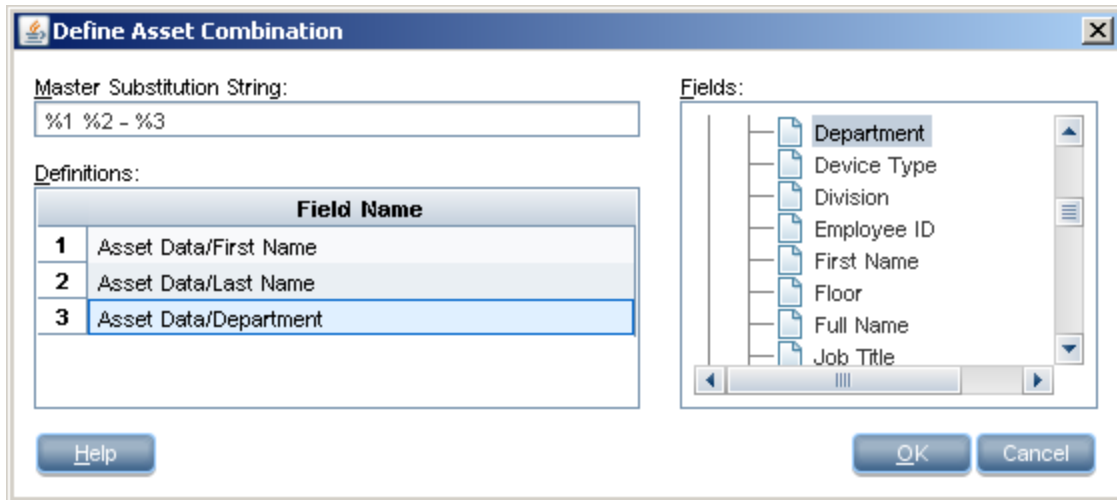 Define Asset Combination
Master Substitution String:
%1 %2 - %3
Definitions:
Field Name
1 Asset Data/First Name
2 Asset Data/Last Name
3 Asset Data/Department
Fields:
Department
Device Type
Division
Employee ID
First Name
Floor
Full Name
Job Title
Help
OK
Cancel